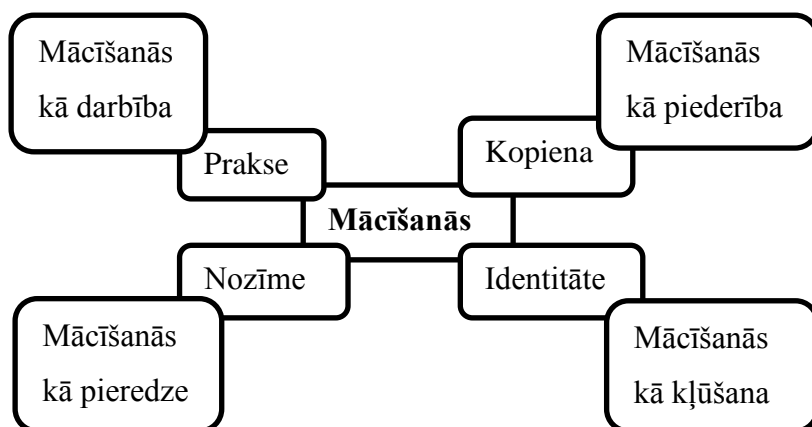 Mācīšanās
kā darbība
Mācīšanās
kā piederība
Prakse
Kopiena
Mācīšanās
Nozīme
Identitāte
Mācīšanās
kā pieredze
Mācīšanās
kā kļūšana